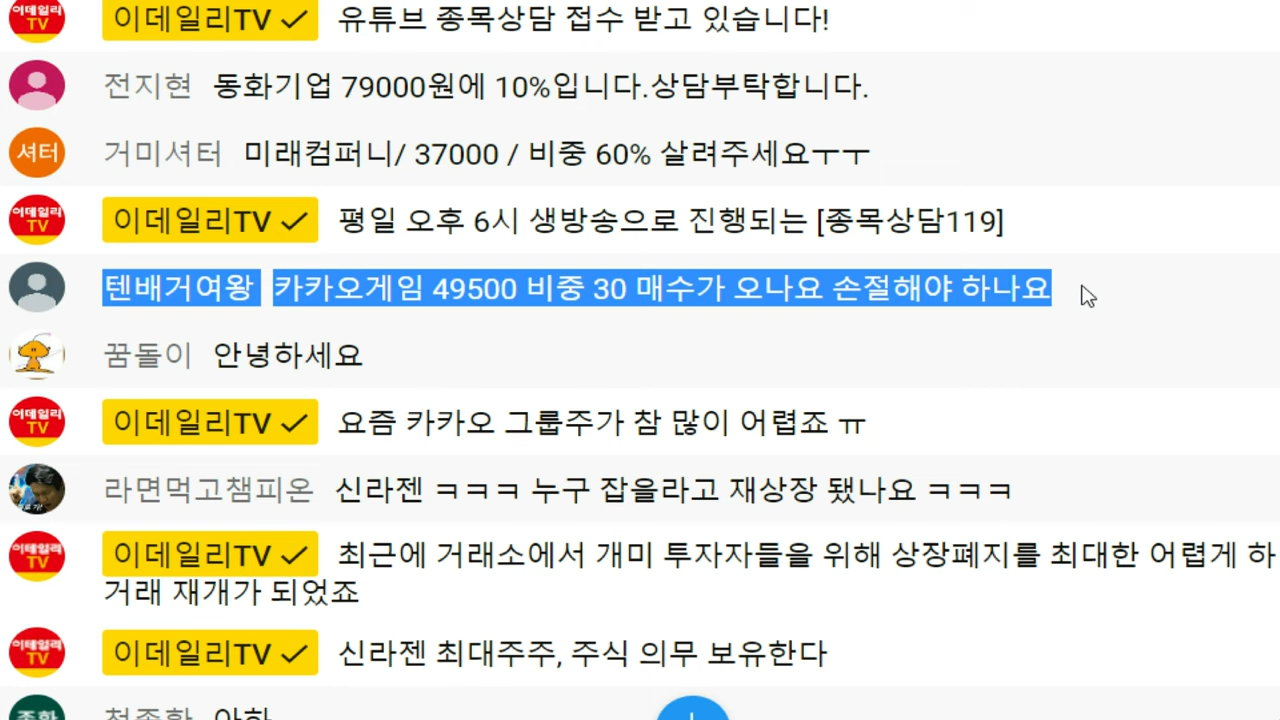 이데일리 TV 이데일리TV ✓ 유튜브 종목상담 접수 받고 있습니다!
전지현 동화기업 79000원에 10%입니다.상담부탁합니다.
셔터 거미셔터 미래컴퍼니/ 37000 / 비중 60% 살려주세요ㅜㅜ
이데일리 TV 이데일리TV ✓ 평일 오후 6시 생방송으로 진행되는 [종목상담119]
텐배거여왕 카카오게임 49500 비중 30 매수가 오나요 손절해야 하나요
꿈돌이 안녕하세요
이데일리 TV 이데일리TV ✓ 요즘 카카오 그룹주가 참 많이 어렵죠 ㅠ
라면먹고챔피온 신라젠 ㅋㅋㅋ 누구 잡을라고 재상장 됐나요 ㅋㅋㅋ
이데일리 TV 이데일리TV ✓ 최근에 거래소에서 개미 투자자들을 위해 상장폐지를 최대한 어렵게 하
거래 재개가 되었죠
이데일리 TV 이데일리TV ✓ 신라젠 최대주주, 주식 의무 보유한다